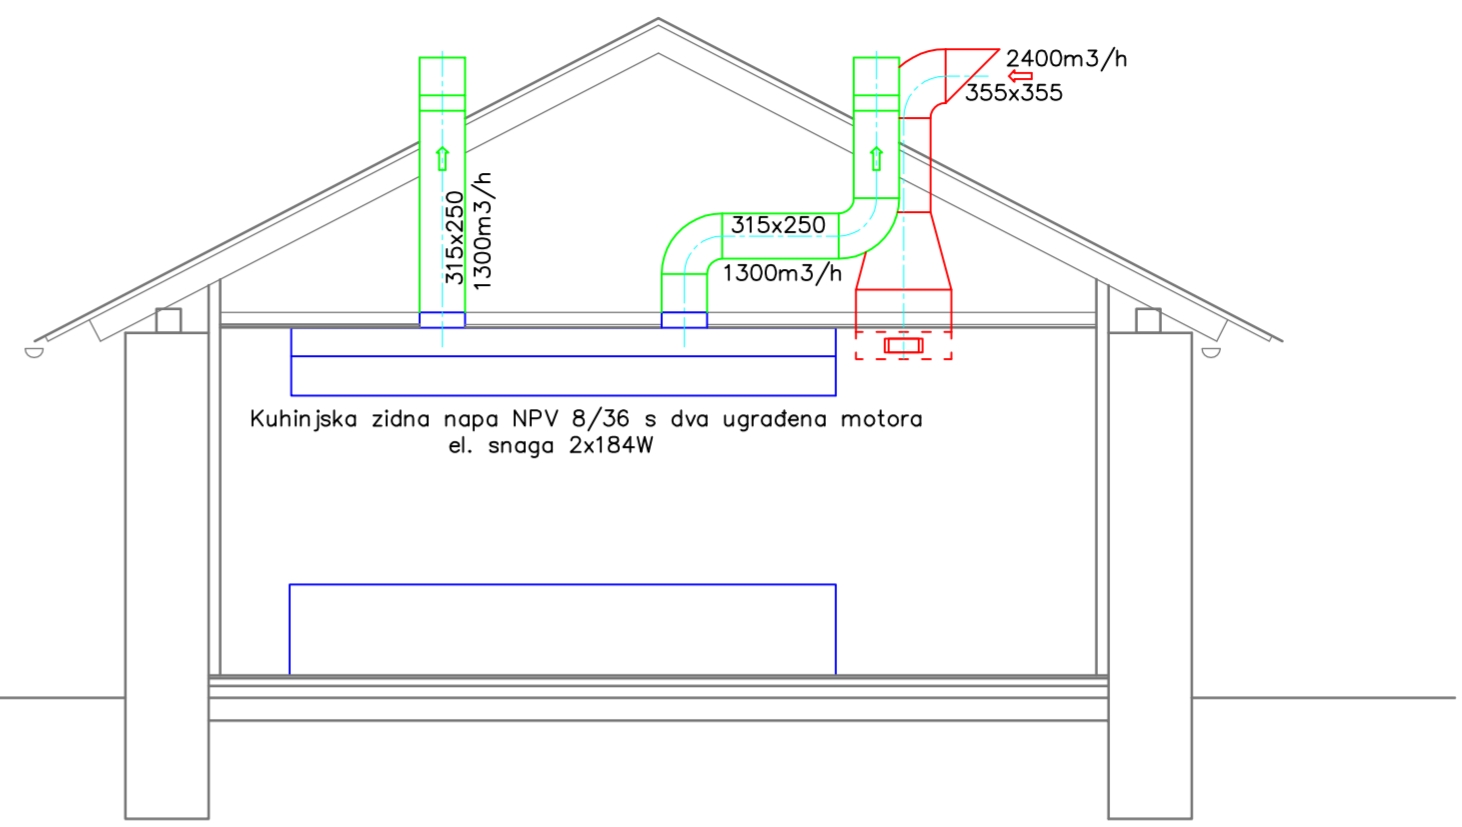 2400m3/h
355x355
315x250
1300m3/h
315x250
1300m3/h
Kuhinjska zidna napa NPV 8/36 s dva ugrađena motora
el. snaga 2x184W